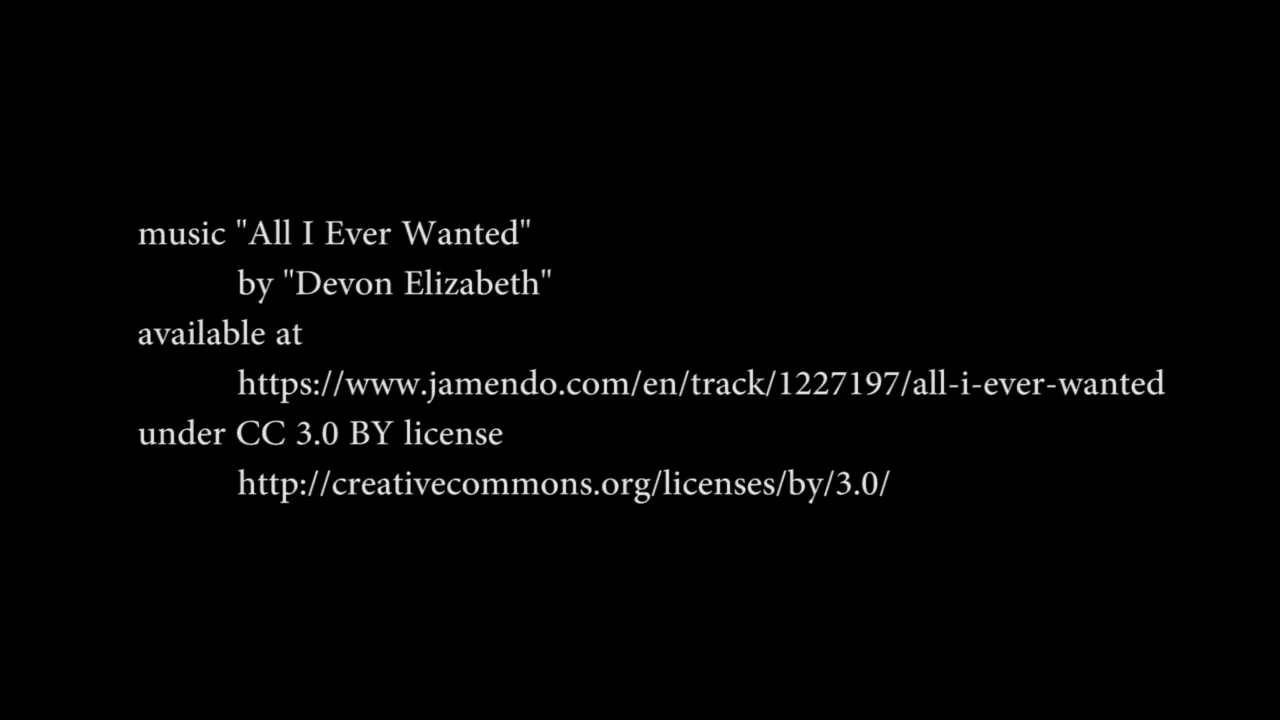 music "All I Ever Wanted"
by "Devon Elizabeth"
available at
https://www.jamendo.com/en/track/1227197/all-i-ever-wanted
under CC 3.0 BY license
http://creativecommons.org/licenses/by/3.0/